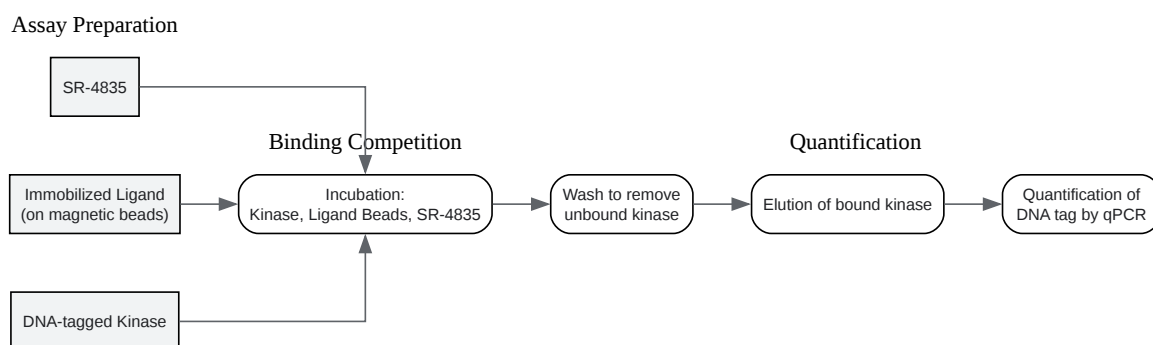 Assay Preparation
SR-4835
Binding Competition
Quantification
Immobilized Ligand
(on magnetic beads)
Incubation:
Kinase, Ligand Beads, SR-4835
Wash to remove
unbound kinase
Elution of bound kinase
Quantification of
DNA tag by qPCR
DNA-tagged Kinase